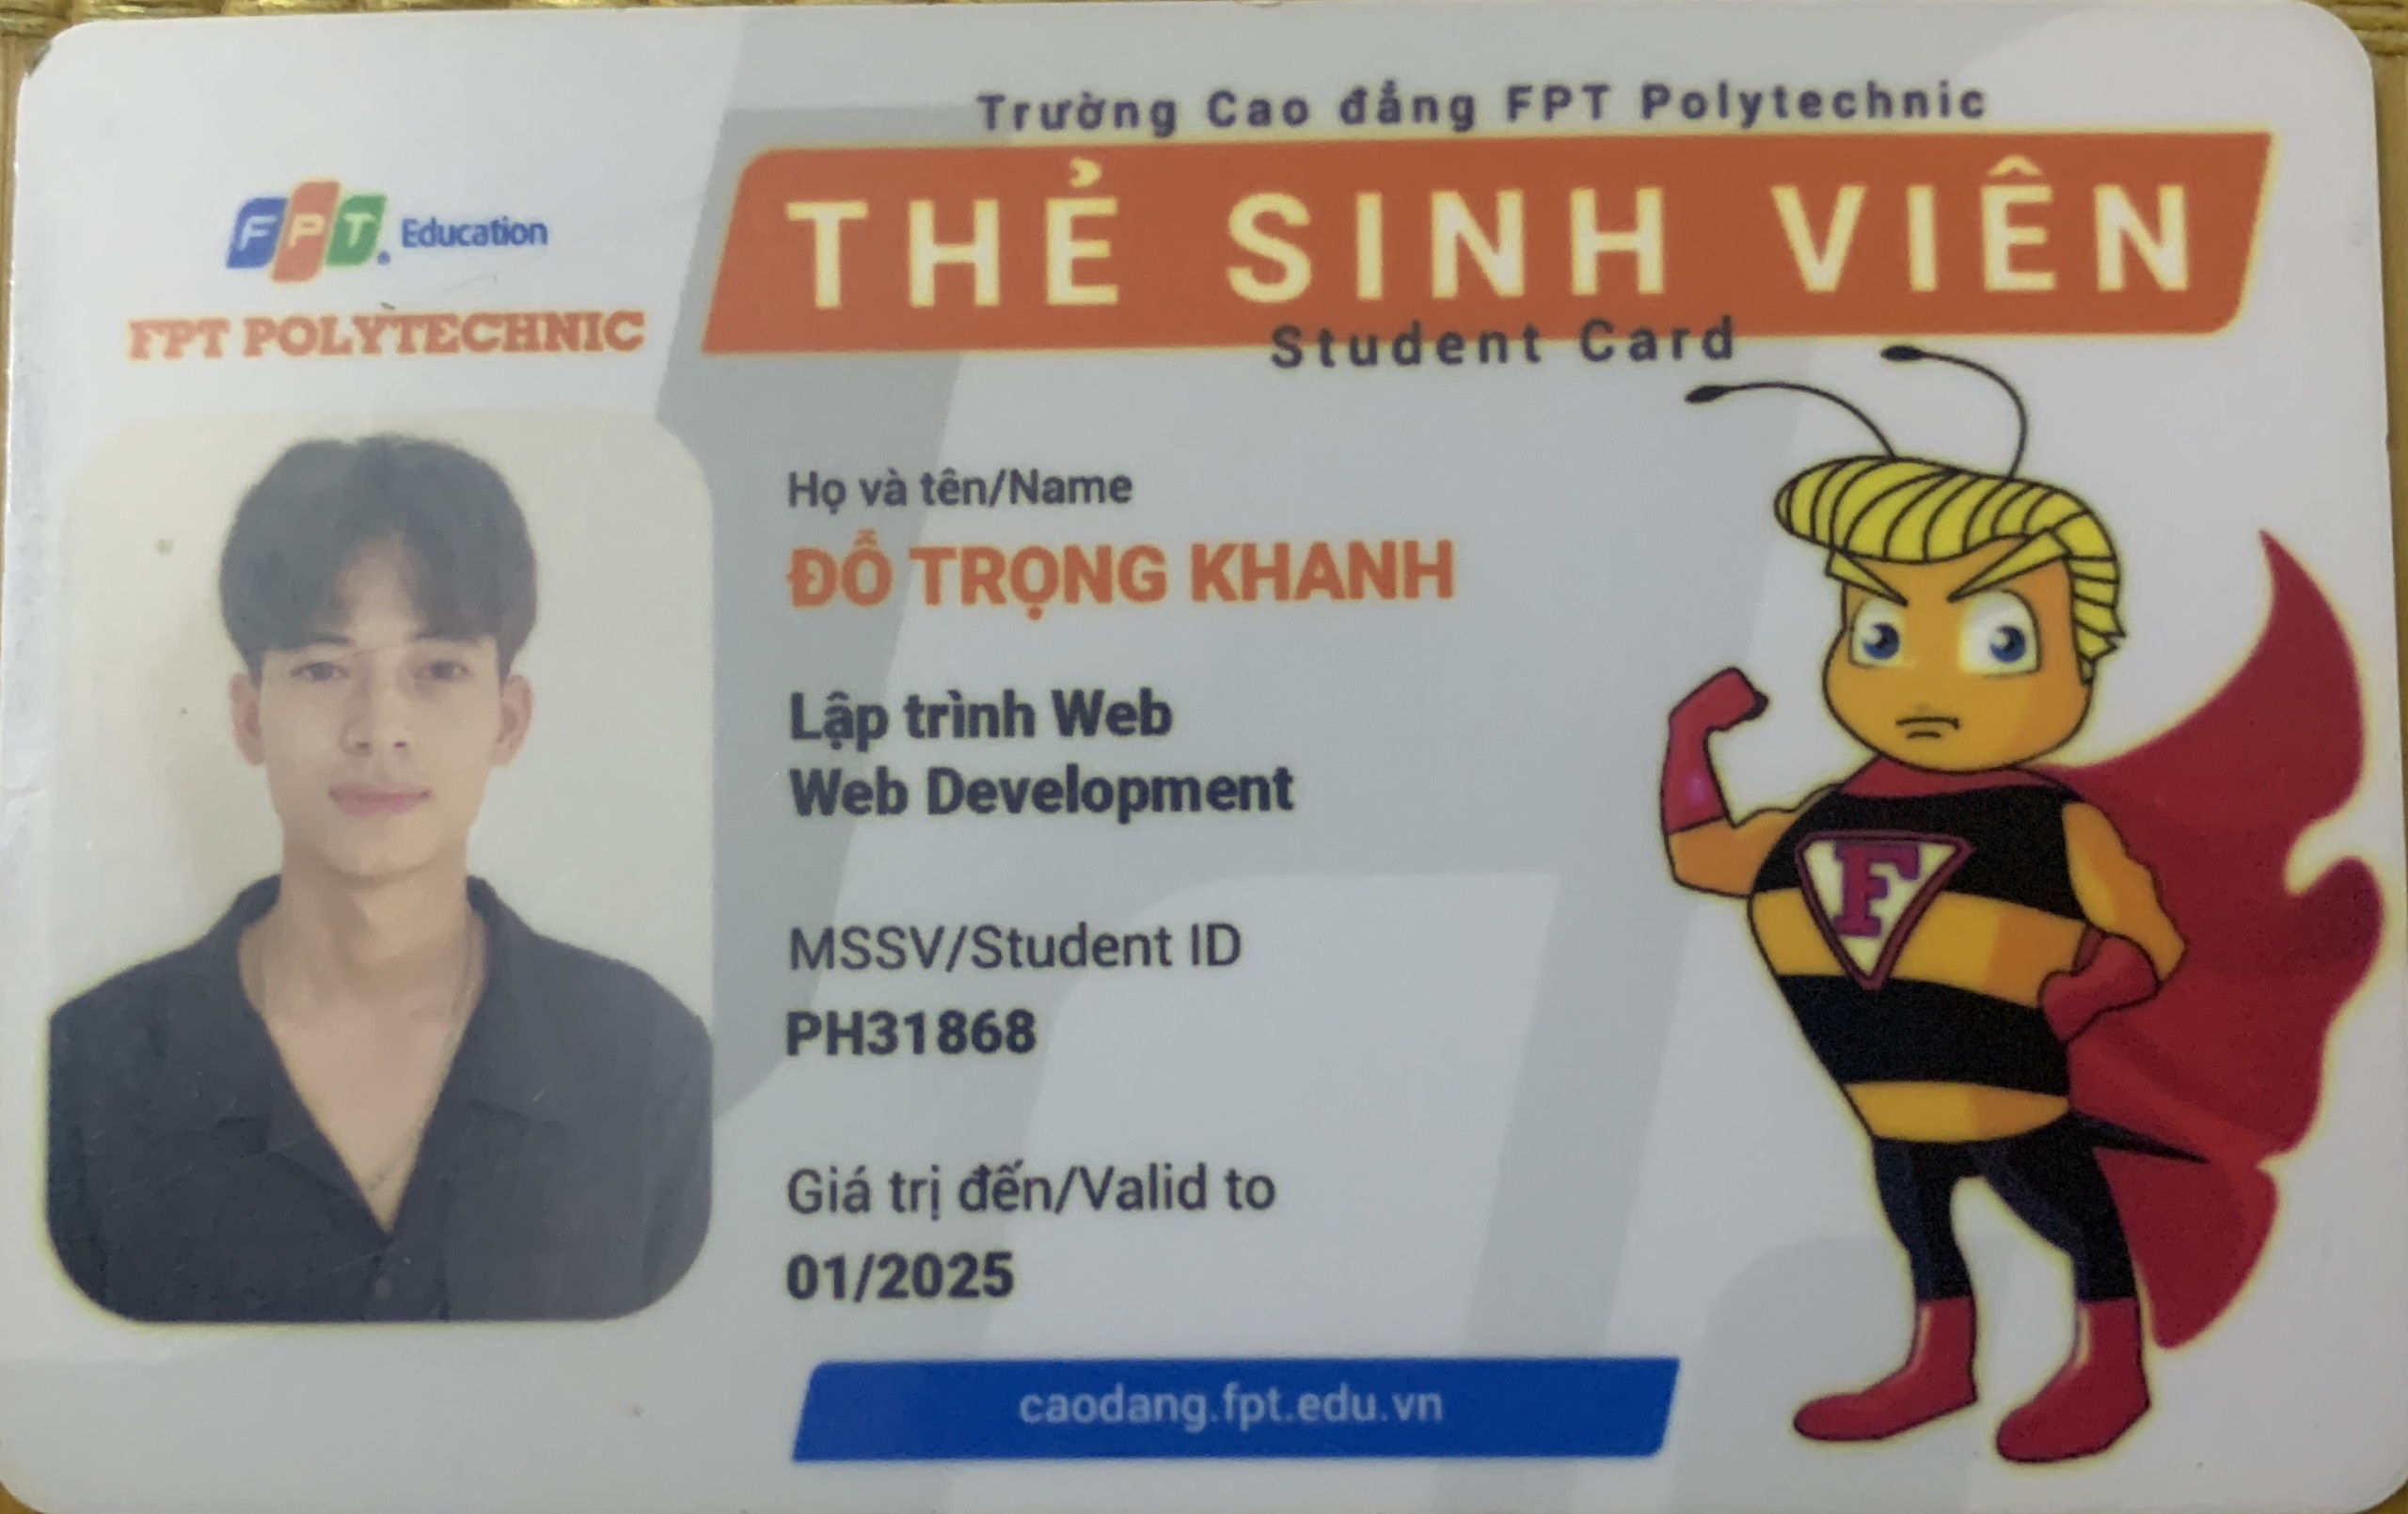 Trường Cao đẳng FPT Polytechnic
THẺ SINH VIÊN
Student Card
FPT Education
FPT POLYTECHNIC
Họ và tên/Name
ĐỖ TRỌNG KHANH
Lập trình Web
Web Development
MSSV/Student ID
PH31868
Giá trị đến/Valid to
01/2025
F
caodang.fpt.edu.vn